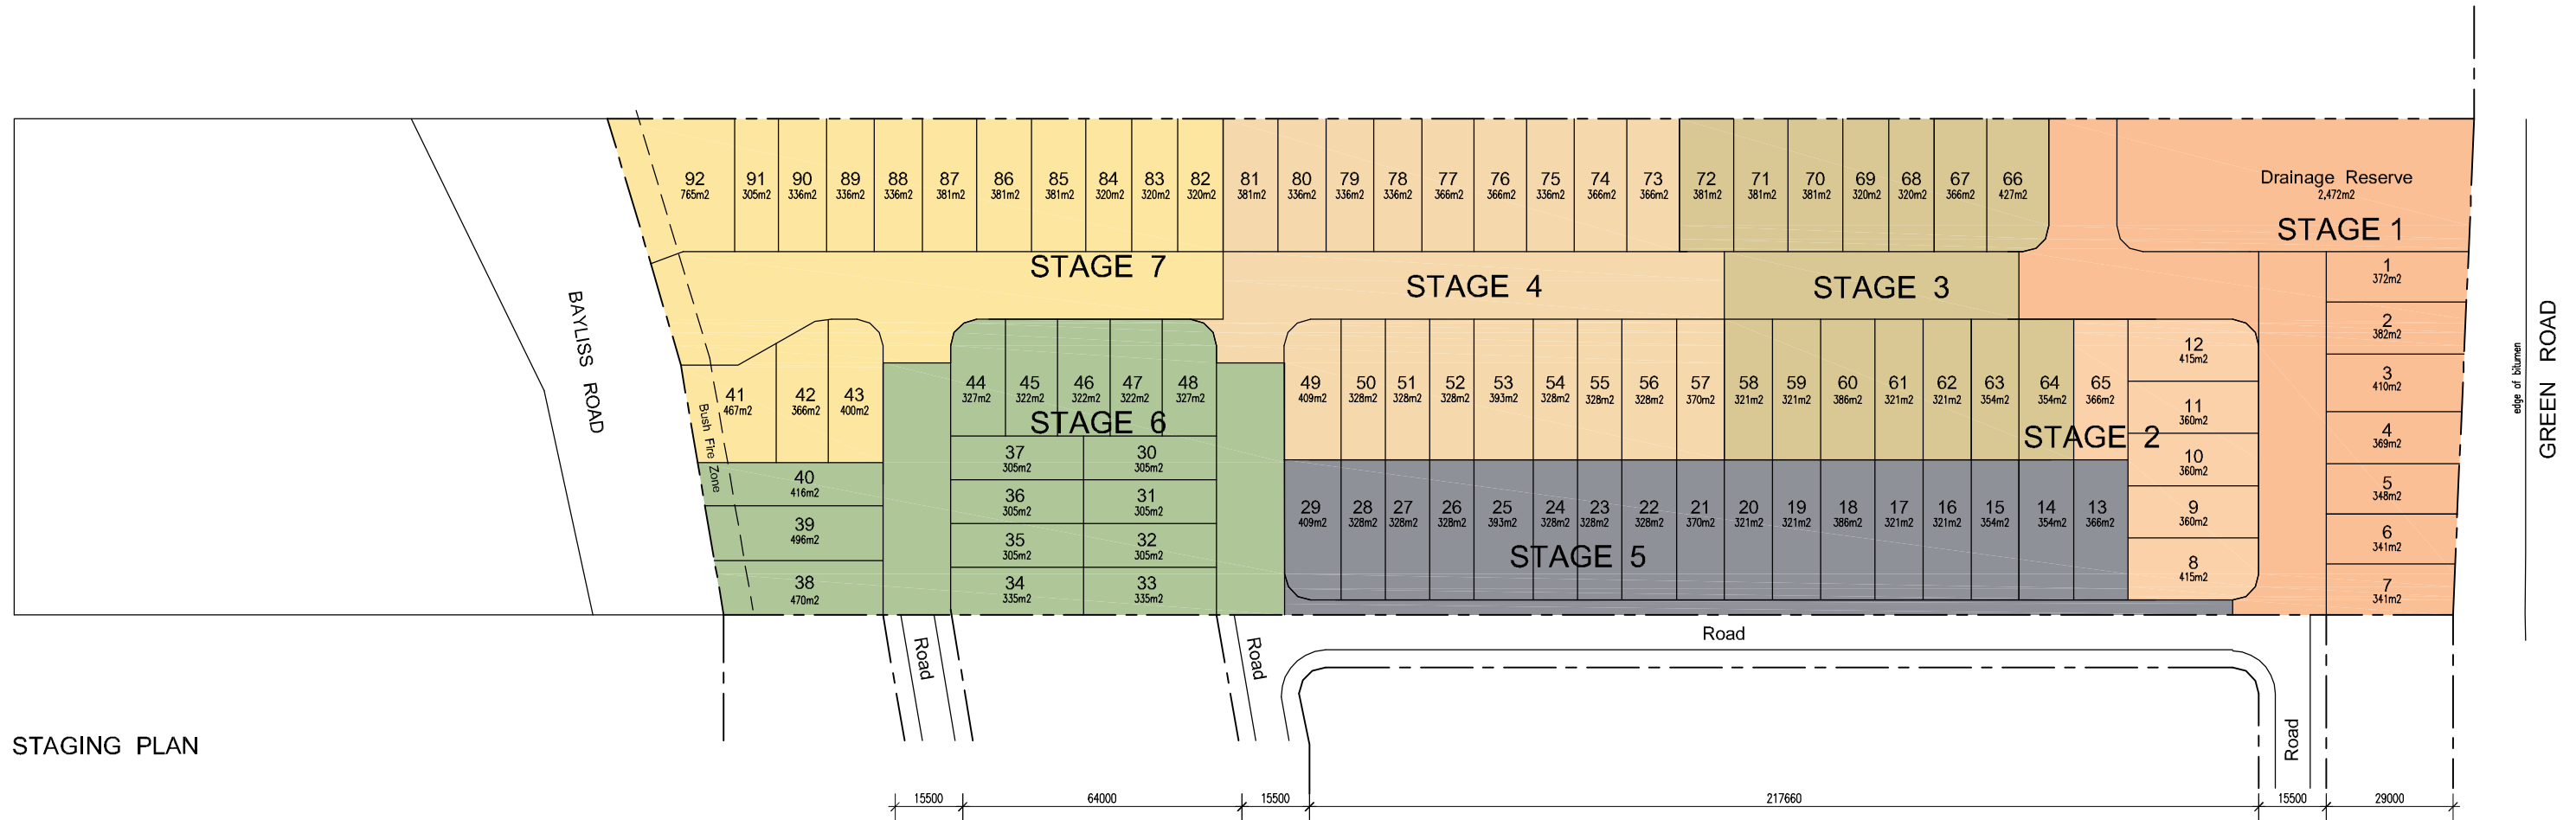 92 91 90 89 88 87 86 85 84 83 82 81 80 79 78 77 76 75 74 73 72 71 70 69 68 67 66
765m2 305m2 336m2 336m2 336m2 381m2 381m2 381m2 320m2 320m2 320m2 381m2 336m2 336m2 336m2 366m2 366m2 336m2 366m2 366m2 381m2 381m2 381m2 320m2 320m2 366m2 427m2
Drainage Reserve
2,472m2
STAGE 1
STAGE 7
STAGE 4
STAGE 3
1
372m2
2
382m2
3
410m2
4
369m2
5
348m2
6
341m2
7
341m2
12
415m2
11
360m2
10
360m2
9
360m2
8
415m2
STAGE 2
41 42 43
467m2 366m2 400m2
44 45 46 47 48
327m2 322m2 322m2 322m2 327m2
STAGE 6
49 50 51 52 53 54 55 56 57 58 59 60 61 62 63 64 65
409m2 328m2 328m2 328m2 393m2 328m2 328m2 328m2 370m2 321m2 321m2 386m2 321m2 321m2 354m2 354m2 366m2
37 30
305m2 305m2
36 31
305m2 305m2
35 32
305m2 305m2
34 33
335m2 335m2
40
416m2
39
496m2
38
470m2
29 28 27 26 25 24 23 22 21 20 19 18 17 16 15 14 13
409m2 328m2 328m2 328m2 393m2 328m2 328m2 328m2 370m2 321m2 321m2 386m2 321m2 321m2 354m2 354m2 366m2
STAGE 5
BAYLISS ROAD
Bush Fire Zone
edge of bitumen
GREEN ROAD
Road
Road
Road
Road
STAGING PLAN
15500 64000 15500 217660 15500 29000